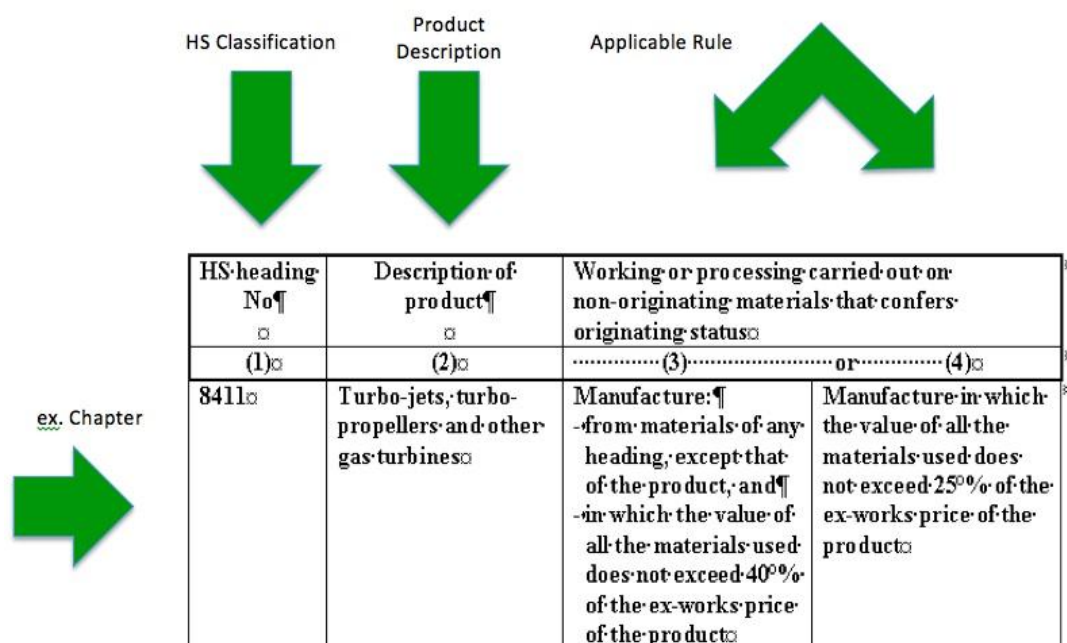 HS Classification
Product
Description
Applicable Rule
HS·heading·
No¶
¤
Description·of·
product¶
¤
Working·or·processing·carried·out·on·
non-originating·materials·that·confers·
originating·status¤
(1)¤
(2)¤
··············(3)·······················or·············(4)¤
ex. Chapter
8411¤
Turbo-jets,·turbo-
propellers·and·other·
gas·turbines¤
Manufacture:¶
-from·materials·of·any·
heading,·except·that·
of·the·product,·and¶
-in·which·the·value·of·
all·the·materials·used·
does·not·exceed·40°%·
of·the·ex-works·price·
of·the·product¤
Manufacture·in·which·
the·value·of·all·the·
materials·used·does·
not·exceed·25°%·of·the·
ex-works·price·of·the·
product¤